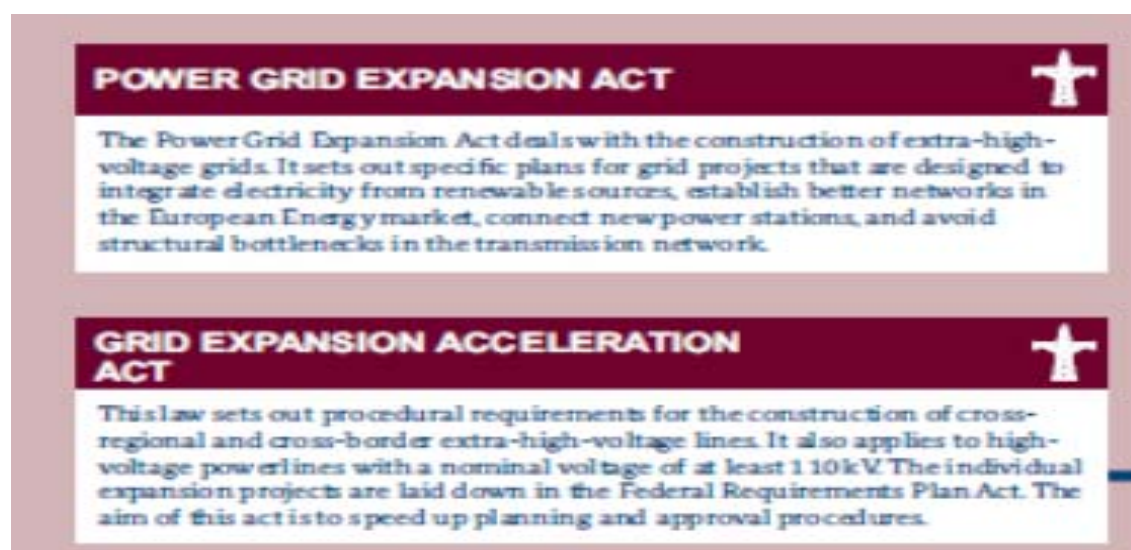 POWER GRID EXPANSION ACT
The Power Grid Expansion Act deals with the construction of extra-high-
voltage grids. It sets out specific plans for grid projects that are designed to
integrate electricity from renewable sources, establish better networks in
the European Energy market, connect new power stations, and avoid
structural bottlenecks in the transmission network.
GRID EXPANSION ACCELERATION
ACT
This law sets out procedural requirements for the construction of cross-
regional and cross-border extra-high-voltage lines. It also applies to high-
voltage powerlines with a nominal voltage of at least 110kV. The individual
expansion projects are laid down in the Federal Requirements Plan Act. The
aim of this act is to speed up planning and approval procedures.